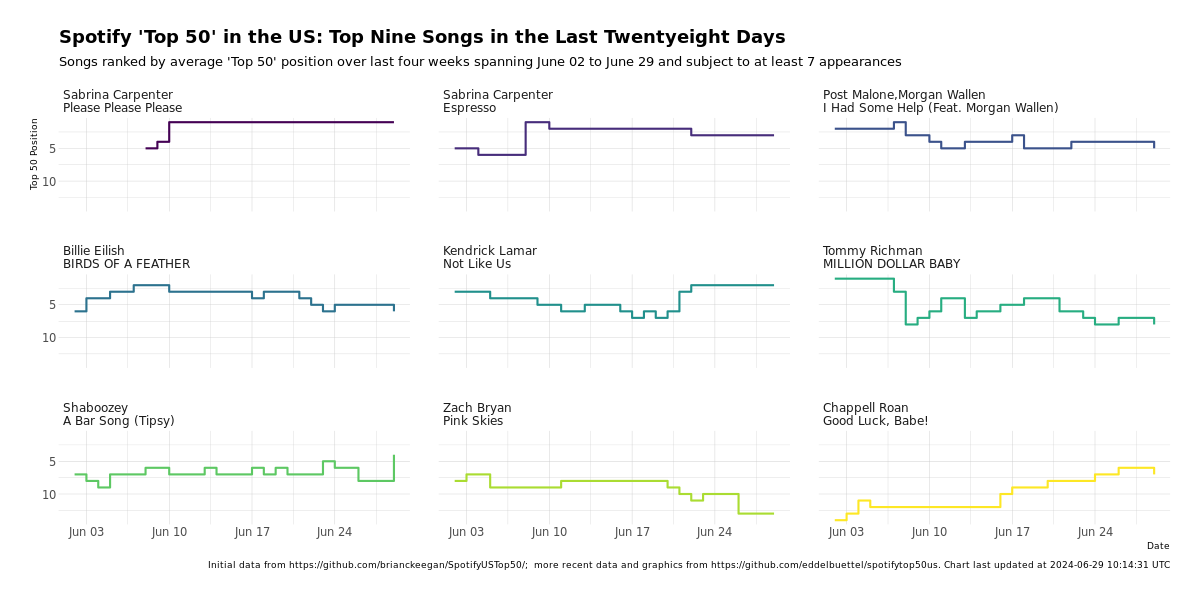 Spotify 'Top 50' in the US: Top Nine Songs in the Last Twentyeight Days
Songs ranked by average 'Top 50' position over last four weeks spanning June 02 to June 29 and subject to at least 7 appearances
Sabrina Carpenter
Please Please Please
Sabrina Carpenter
Espresso
Post Malone,Morgan Wallen
I Had Some Help (Feat. Morgan Wallen)
Top 50 Position
5
10
Billie Eilish
BIRDS OF A FEATHER
Kendrick Lamar
Not Like Us
Tommy Richman
MILLION DOLLAR BABY
5
10
Shaboozey
A Bar Song (Tipsy)
Zach Bryan
Pink Skies
Chappell Roan
Good Luck, Babe!
5
10
Jun 03 Jun 10 Jun 17 Jun 24
Jun 03 Jun 10 Jun 17 Jun 24
Jun 03 Jun 10 Jun 17 Jun 24
Date
Initial data from https://github.com/brianckeegan/SpotifyUSTop50/;  more recent data and graphics from https://github.com/eddelbuettel/spotifytop50us. Chart last updated at 2024-06-29 10:14:31 UTC